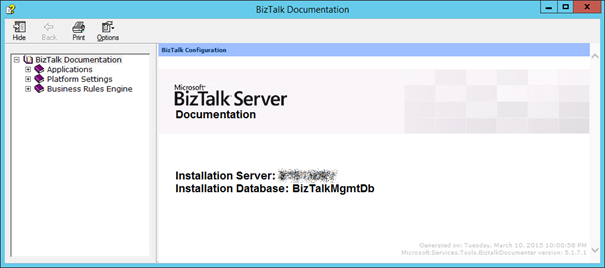 BizTalk Documentation
Hide
Back
Print
Options
BizTalk Documentation
Applications
Platform Settings
Business Rules Engine
BizTalk Configuration
Microsoft®
BizTalk Server
Documentation
Installation Server:
Installation Database: BizTalkMgmtDb
Generated on: Tuesday, March 10, 2015 10:00:58 PM
Microsoft.Services.Tools.BiztalkDocumenter version: 5.1.7.1